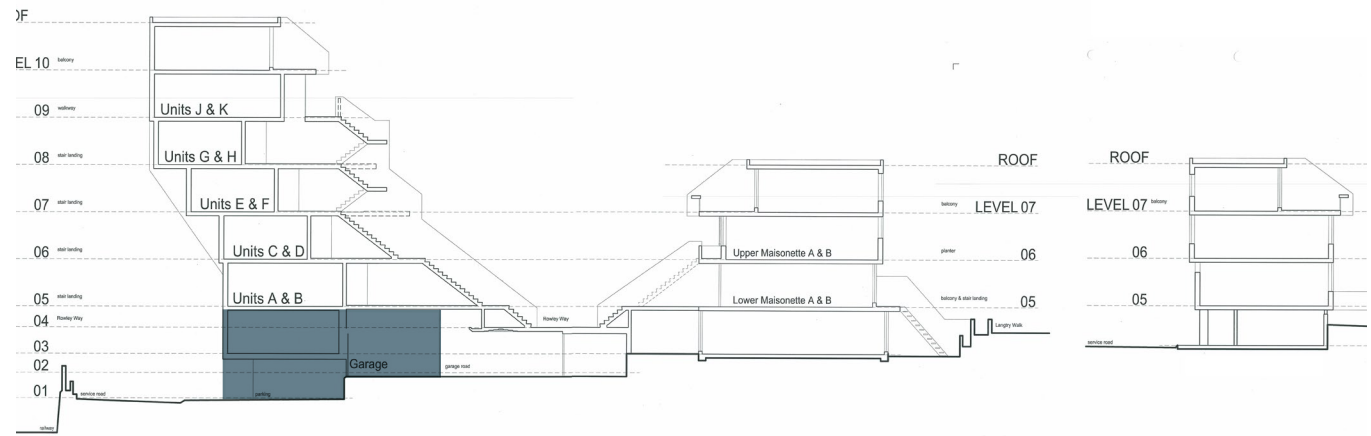 OF
EL 10 balcony
09 walkway
Units J & K
08 stair landing
Units G & H
07 stair landing
Units E & F
06 stair landing
Units C & D
05 stair landing
Units A & B
04 Rowley Way
03
02
Garage
garage road
01 service road
parking
railway
Rowley Way
ROOF
balcony LEVEL 07
Upper Maisonette A & B
planter 06
Lower Maisonette A & B
balcony & stair landing 05
Langtry Walk
ROOF
LEVEL 07 balcony
06
05
service road